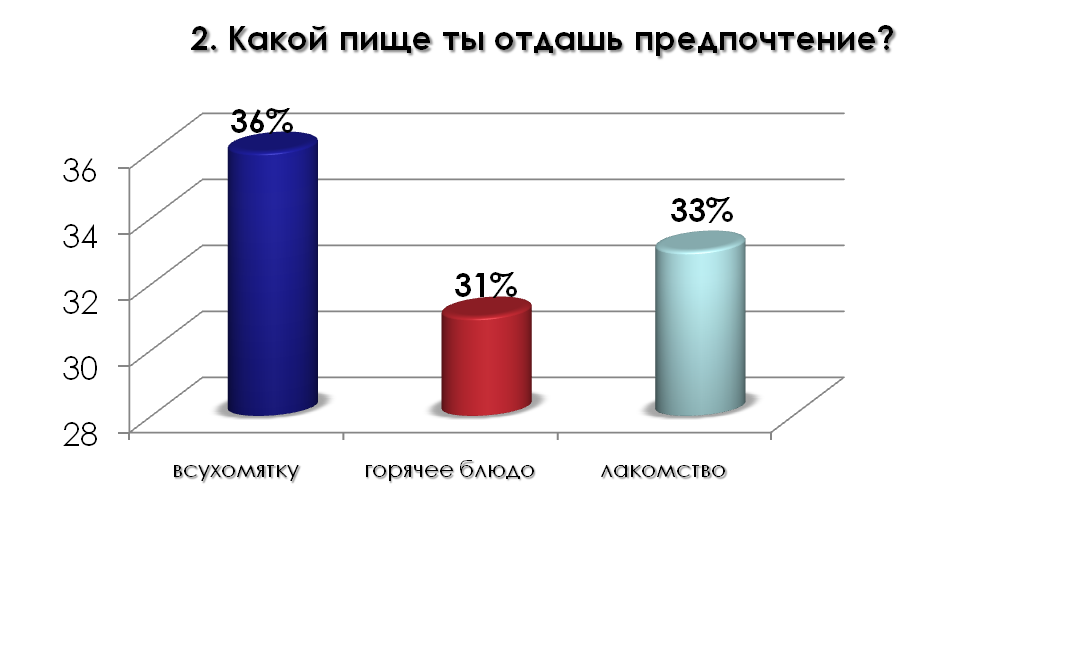 2. Какой пище ты отдашь предпочтение?
36%
33%
31%
36
34
32
30
28
всухомятку
горячее блюдо
лакомство